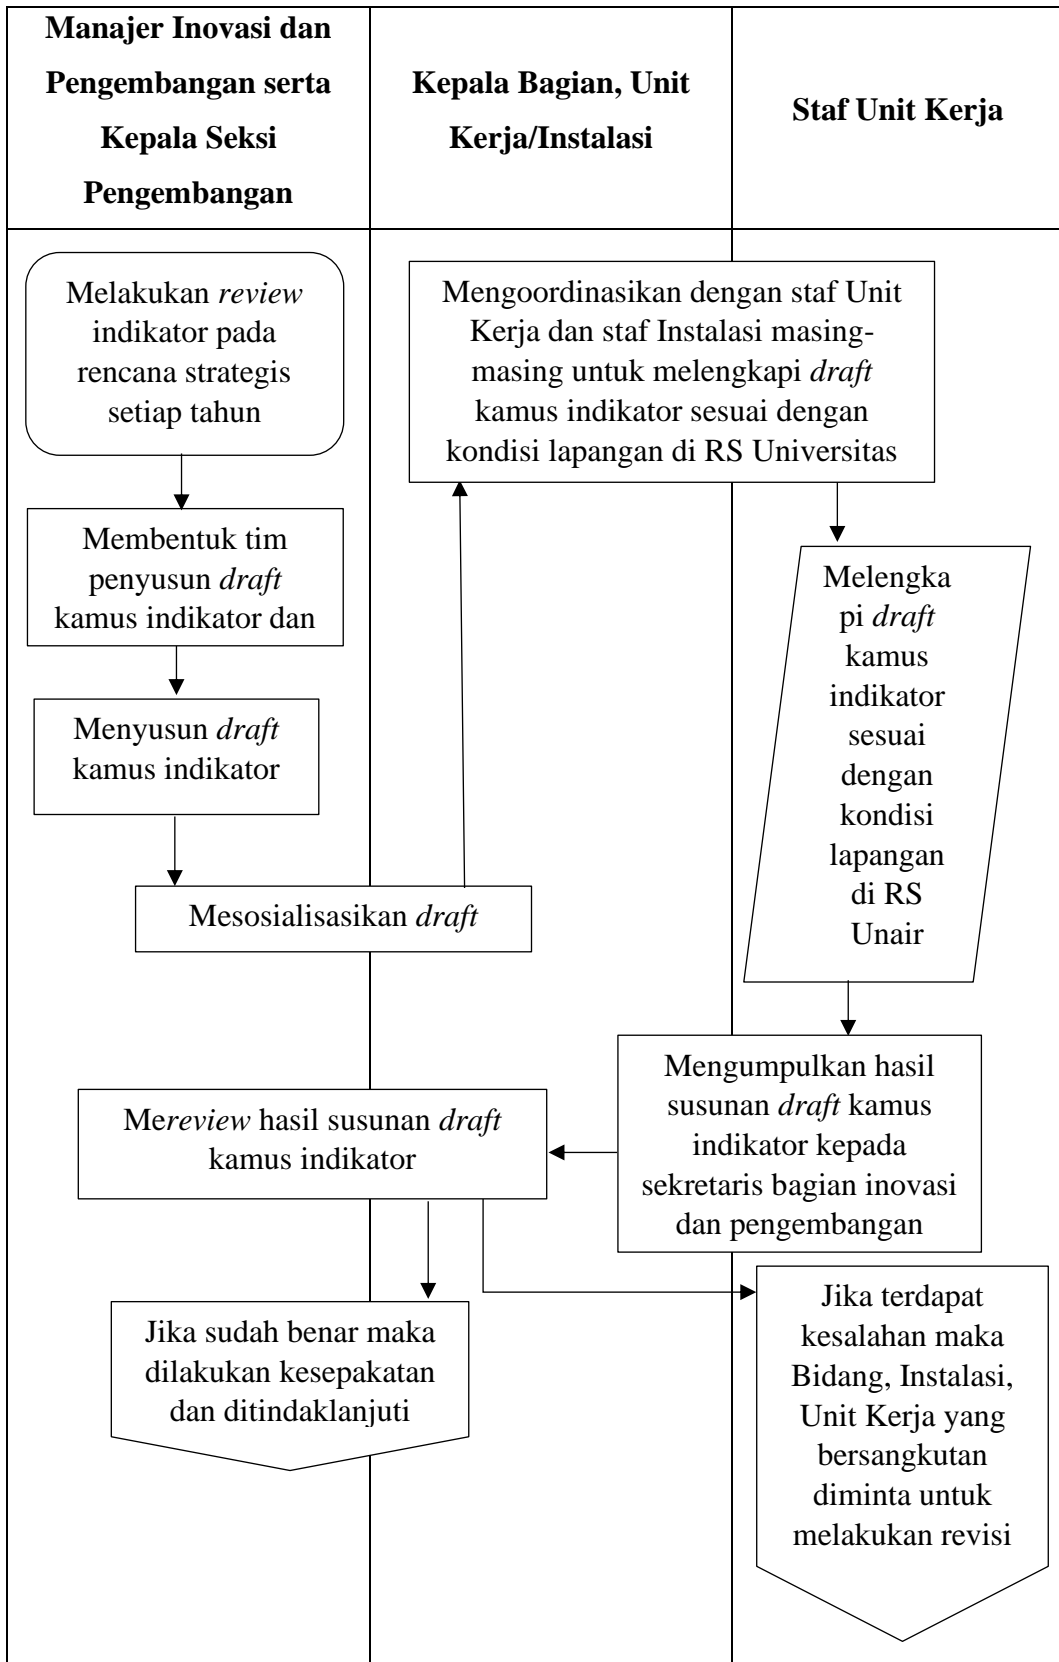 Manajer Inovasi dan
Pengembangan serta
Kepala Seksi
Pengembangan
Kepala Bagian, Unit
Kerja/Instalasi
Staf Unit Kerja
Melakukan review
indikator pada
rencana strategis
setiap tahun
Membentuk tim
penyusun draft
kamus indikator dan
Menyusun draft
kamus indikator
Mesosialisasikan draft
Mengoordinasikan dengan staf Unit
Kerja dan staf Instalasi masing-
masing untuk melengkapi draft
kamus indikator sesuai dengan
kondisi lapangan di RS Universitas
Melengka
pi draft
kamus
indikator
sesuai
dengan
kondisi
lapangan
di RS
Unair
Mengumpulkan hasil
susunan draft kamus
indikator kepada
sekretaris bagian inovasi
dan pengembangan
Mereview hasil susunan draft
kamus indikator
Jika sudah benar maka
dilakukan kesepakatan
dan ditindaklanjuti
Jika terdapat
kesalahan maka
Bidang, Instalasi,
Unit Kerja yang
bersangkutan
diminta untuk
melakukan revisi